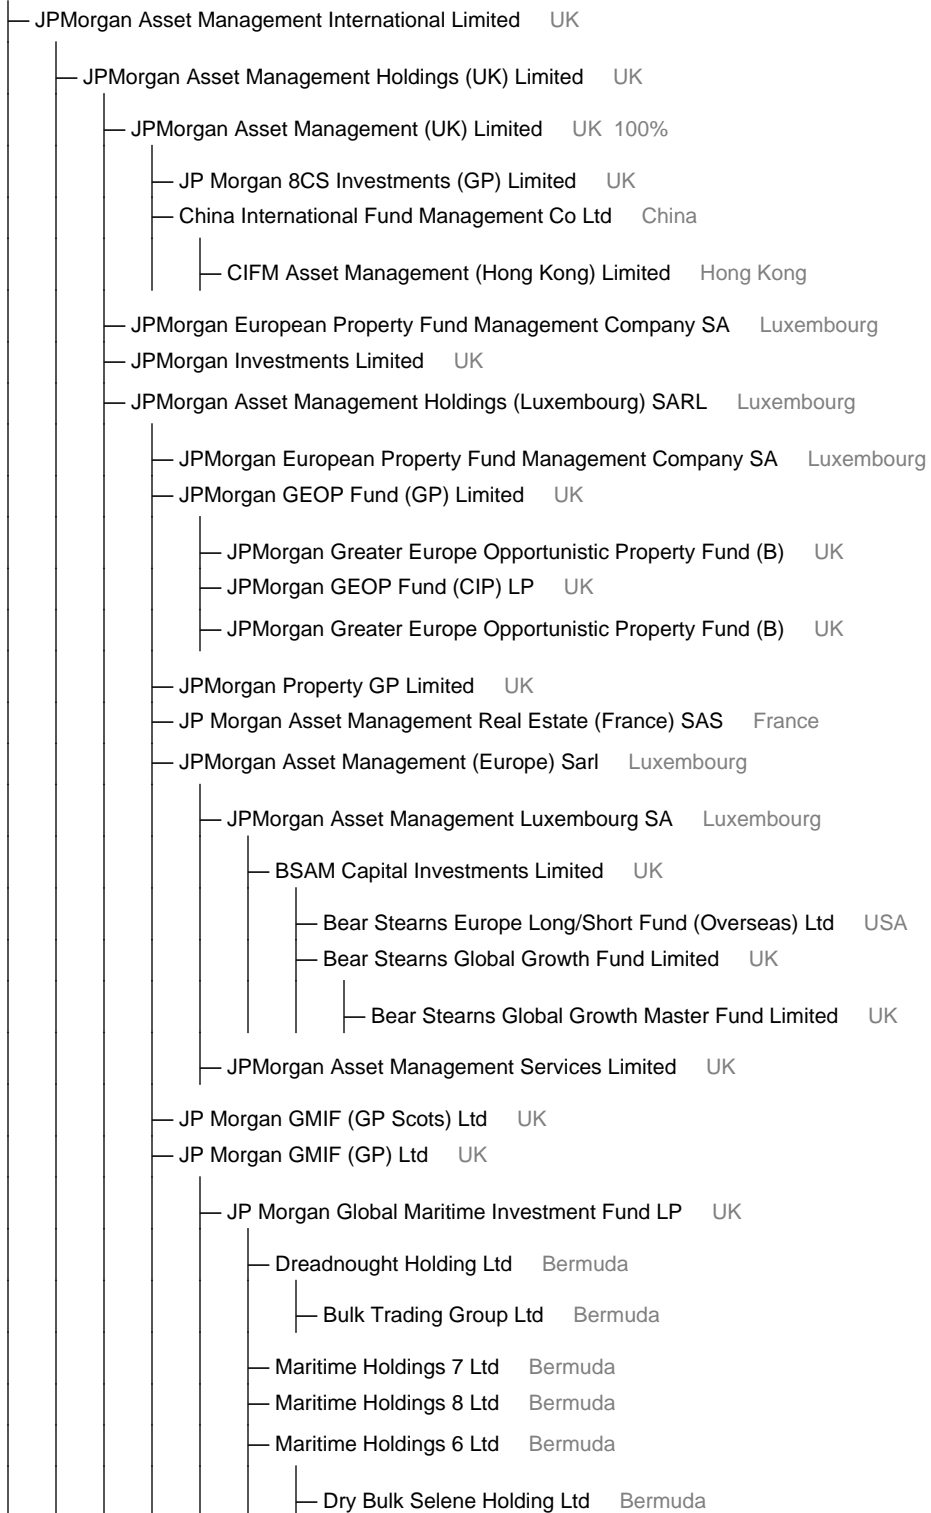 JPMorgan Asset Management International Limited UK
JPMorgan Asset Management Holdings (UK) Limited UK
JPMorgan Asset Management (UK) Limited UK 100%
JP Morgan 8CS Investments (GP) Limited UK
China International Fund Management Co Ltd China
CIFM Asset Management (Hong Kong) Limited Hong Kong
JPMorgan European Property Fund Management Company SA Luxembourg
JPMorgan Investments Limited UK
JPMorgan Asset Management Holdings (Luxembourg) SARL Luxembourg
JPMorgan European Property Fund Management Company SA Luxembourg
JPMorgan GEOP Fund (GP) Limited UK
JPMorgan Greater Europe Opportunistic Property Fund (B) UK
JPMorgan GEOP Fund (CIP) LP UK
JPMorgan Greater Europe Opportunistic Property Fund (B) UK
JPMorgan Property GP Limited UK
JP Morgan Asset Management Real Estate (France) SAS France
JPMorgan Asset Management (Europe) Sarl Luxembourg
JPMorgan Asset Management Luxembourg SA Luxembourg
BSAM Capital Investments Limited UK
Bear Stearns Europe Long/Short Fund (Overseas) Ltd USA
Bear Stearns Global Growth Fund Limited UK
Bear Stearns Global Growth Master Fund Limited UK
JPMorgan Asset Management Services Limited UK
JP Morgan GMIF (GP Scots) Ltd UK
JP Morgan GMIF (GP) Ltd UK
JP Morgan Global Maritime Investment Fund LP UK
Dreadnought Holding Ltd Bermuda
Bulk Trading Group Ltd Bermuda
Maritime Holdings 7 Ltd Bermuda
Maritime Holdings 8 Ltd Bermuda
Maritime Holdings 6 Ltd Bermuda
Dry Bulk Selene Holding Ltd Bermuda